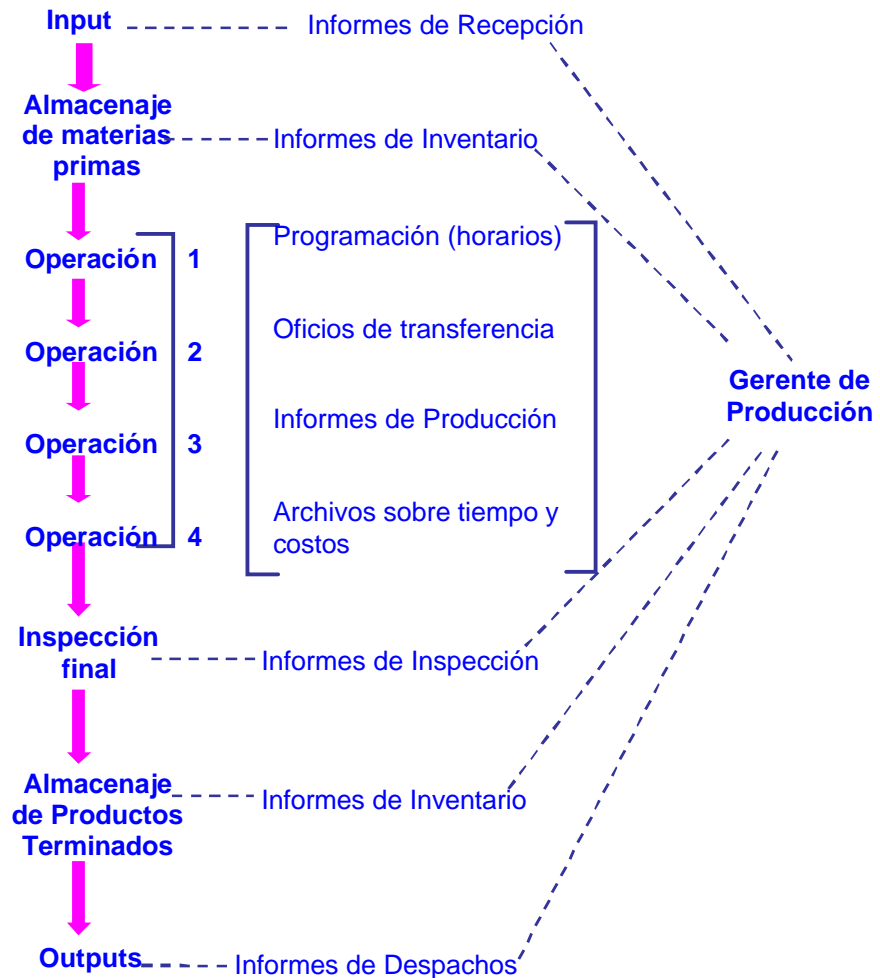 Input
Informes de Recepción
Almacenaje
de materias
primas
Informes de Inventario
Programación (horarios)
Operación 1
Oficios de transferencia
Operación 2
Gerente de
Producción
Informes de Producción
Operación 3
Archivos sobre tiempo y
costos
Operación 4
Inspección
final
Informes de Inspección
Almacenaje
de Productos
Terminados
Informes de Inventario
Outputs
Informes de Despachos